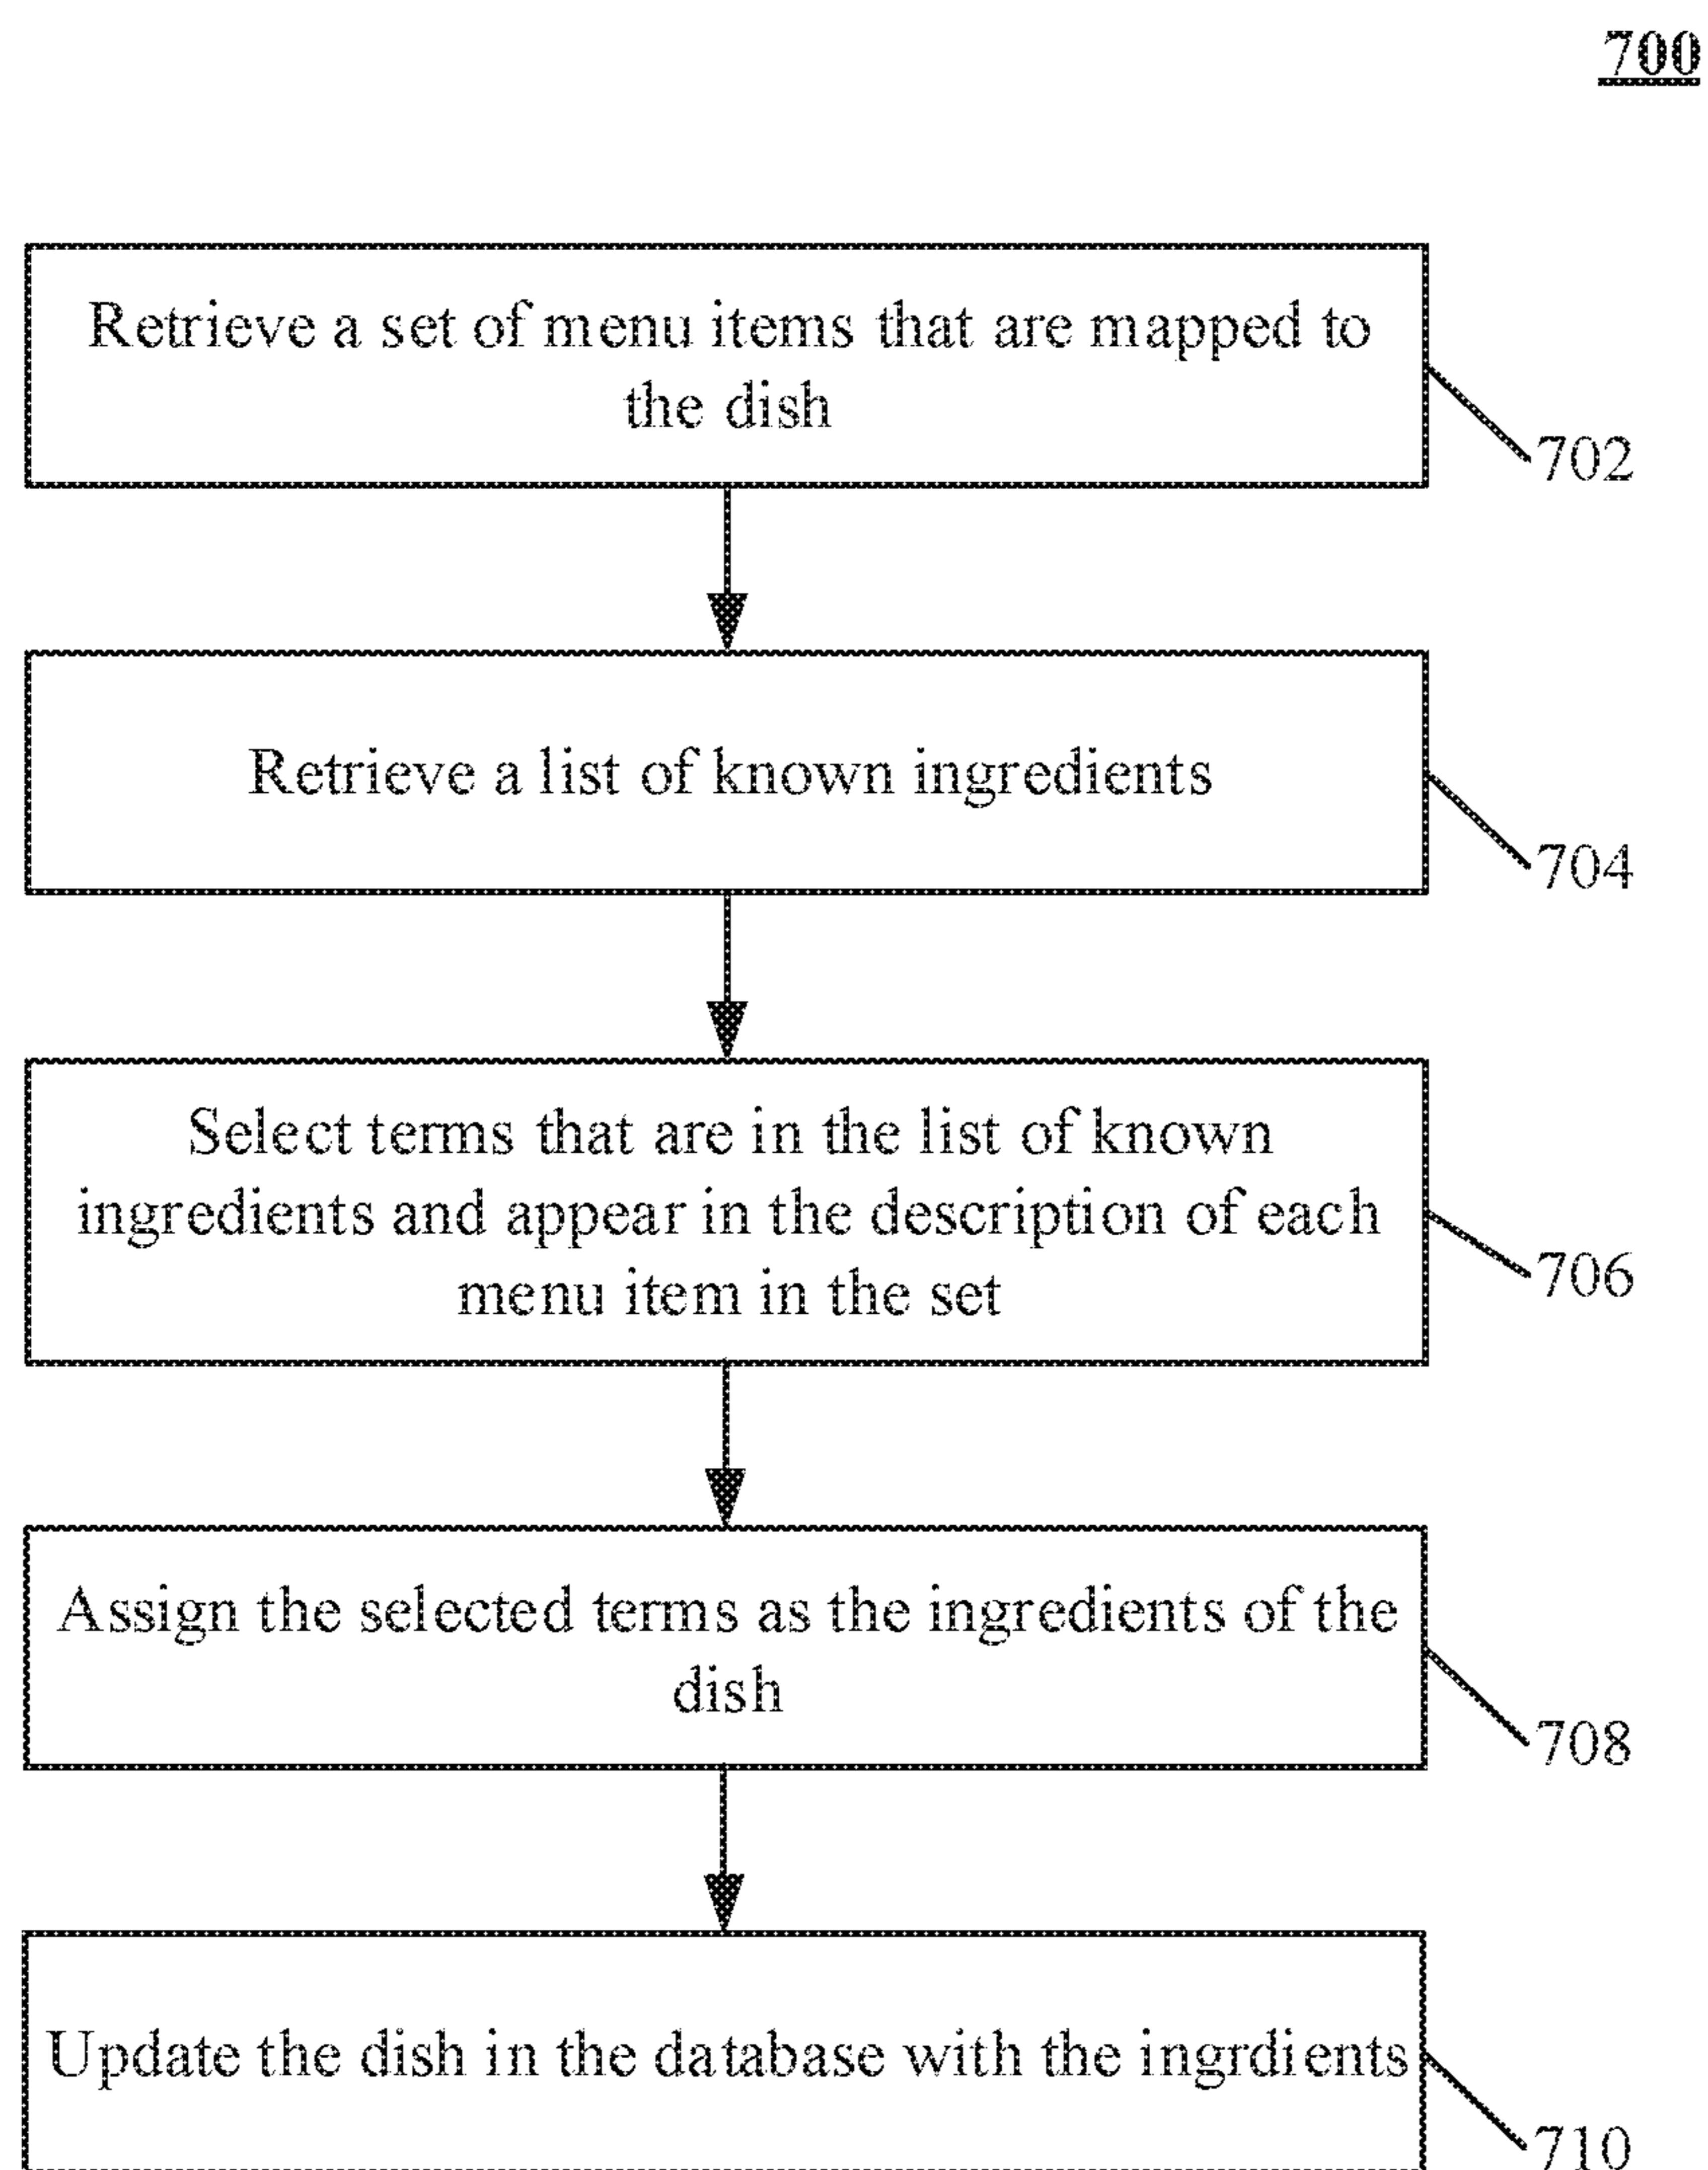 700
Retrieve a set of menu items that are mapped to
the dish
702
Retrieve a list of known ingredients
704
Select terms that are in the list of known
ingredients and appear in the description of each
menu item in the set
706
Assign the selected terms as the ingredients of the
dish
708
Update the dish in the database with the ingrdients
710